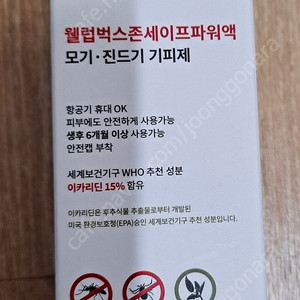 웰럽벅스존세이프파워액
모기·진드기 기피제
항공기 휴대 OK
피부에도 안전하게 사용가능
생후 6개월 이상 사용가능
안전캡 부착
세계보건기구 WHO 추천 성분
이카리딘 15% 함유
이카리딘은 후추식물 추출물로부터 개발된
미국 환경보호청(EPA)승인 세계보건기구 추천 성분입니다.